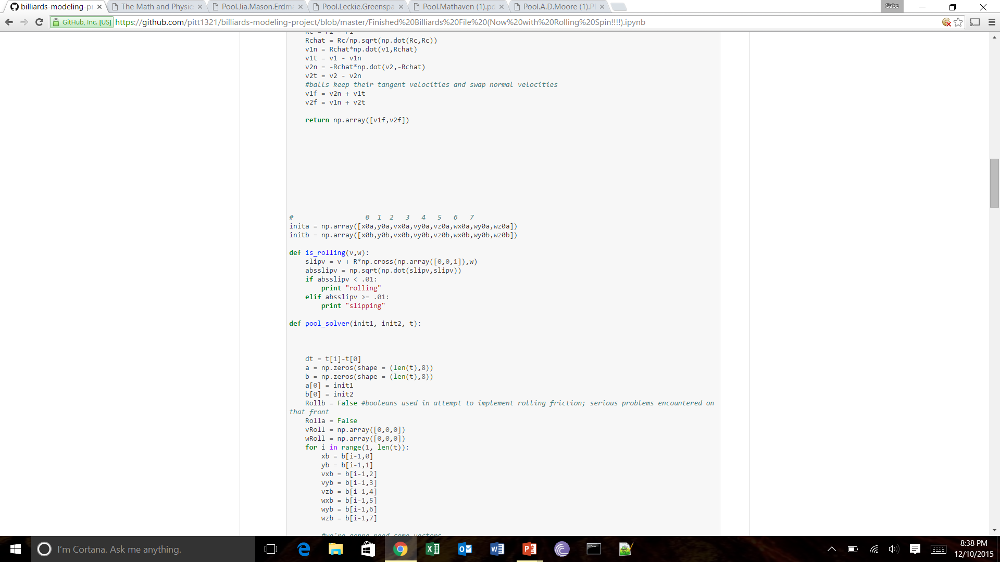 billiards-modeling-pr
The Math and Physic
Pool.Jia.Mason.Erdma
Pool.Leckie.Greenspa
Pool.Mathaven (1).pd
Pool.A.D.Moore (1).P
Gabe
GitHub, Inc. [US]
https://github.com/pitt1321/billiards-modeling-project/blob/master/Finished%20Billiards%20File%20(Now%20with%20Rolling%20Spin!!!!).ipynb
Rc = r2 - r1
Rchat = Rc/np.sqrt(np.dot(Rc,Rc))
v1n = Rchat*np.dot(v1,Rchat)
v1t = v1 - v1n
v2n = -Rchat*np.dot(v2,-Rchat)
v2t = v2 - v2n
#balls keep their tangent velocities and swap normal velocities
v1f = v2n + v1t
v2f = v1n + v2t
return np.array([v1f,v2f])
# 0 1 2 3 4 5 6 7
inita = np.array([x0a,y0a,vx0a,vy0a,vz0a,wx0a,wy0a,wz0a])
initb = np.array([x0b,y0b,vx0b,vy0b,vz0b,wx0b,wy0b,wz0b])
def is_rolling(v,w):
slipv = v + R*np.cross(np.array([0,0,1]),w)
absslipv = np.sqrt(np.dot(slipv,slipv))
if absslipv < .01:
print "rolling"
elif absslipv >= .01:
print "slipping"
def pool_solver(init1, init2, t):
dt = t[1]-t[0]
a = np.zeros(shape = (len(t),8))
b = np.zeros(shape = (len(t),8))
a[0] = init1
b[0] = init2
Rollb = False #booleans used in attempt to implement rolling friction; serious problems encountered on
that front
Rolla = False
vRoll = np.array([0,0,0])
wRoll = np.array([0,0,0])
for i in range(1, len(t)):
xb = b[i-1,0]
yb = b[i-1,1]
vxb = b[i-1,2]
vyb = b[i-1,3]
vzb = b[i-1,4]
wxb = b[i-1,5]
wyb = b[i-1,6]
wzb = b[i-1,7]
#we're gonna need some vectors
I'm Cortana. Ask me anything.
8:38 PM
12/10/2015